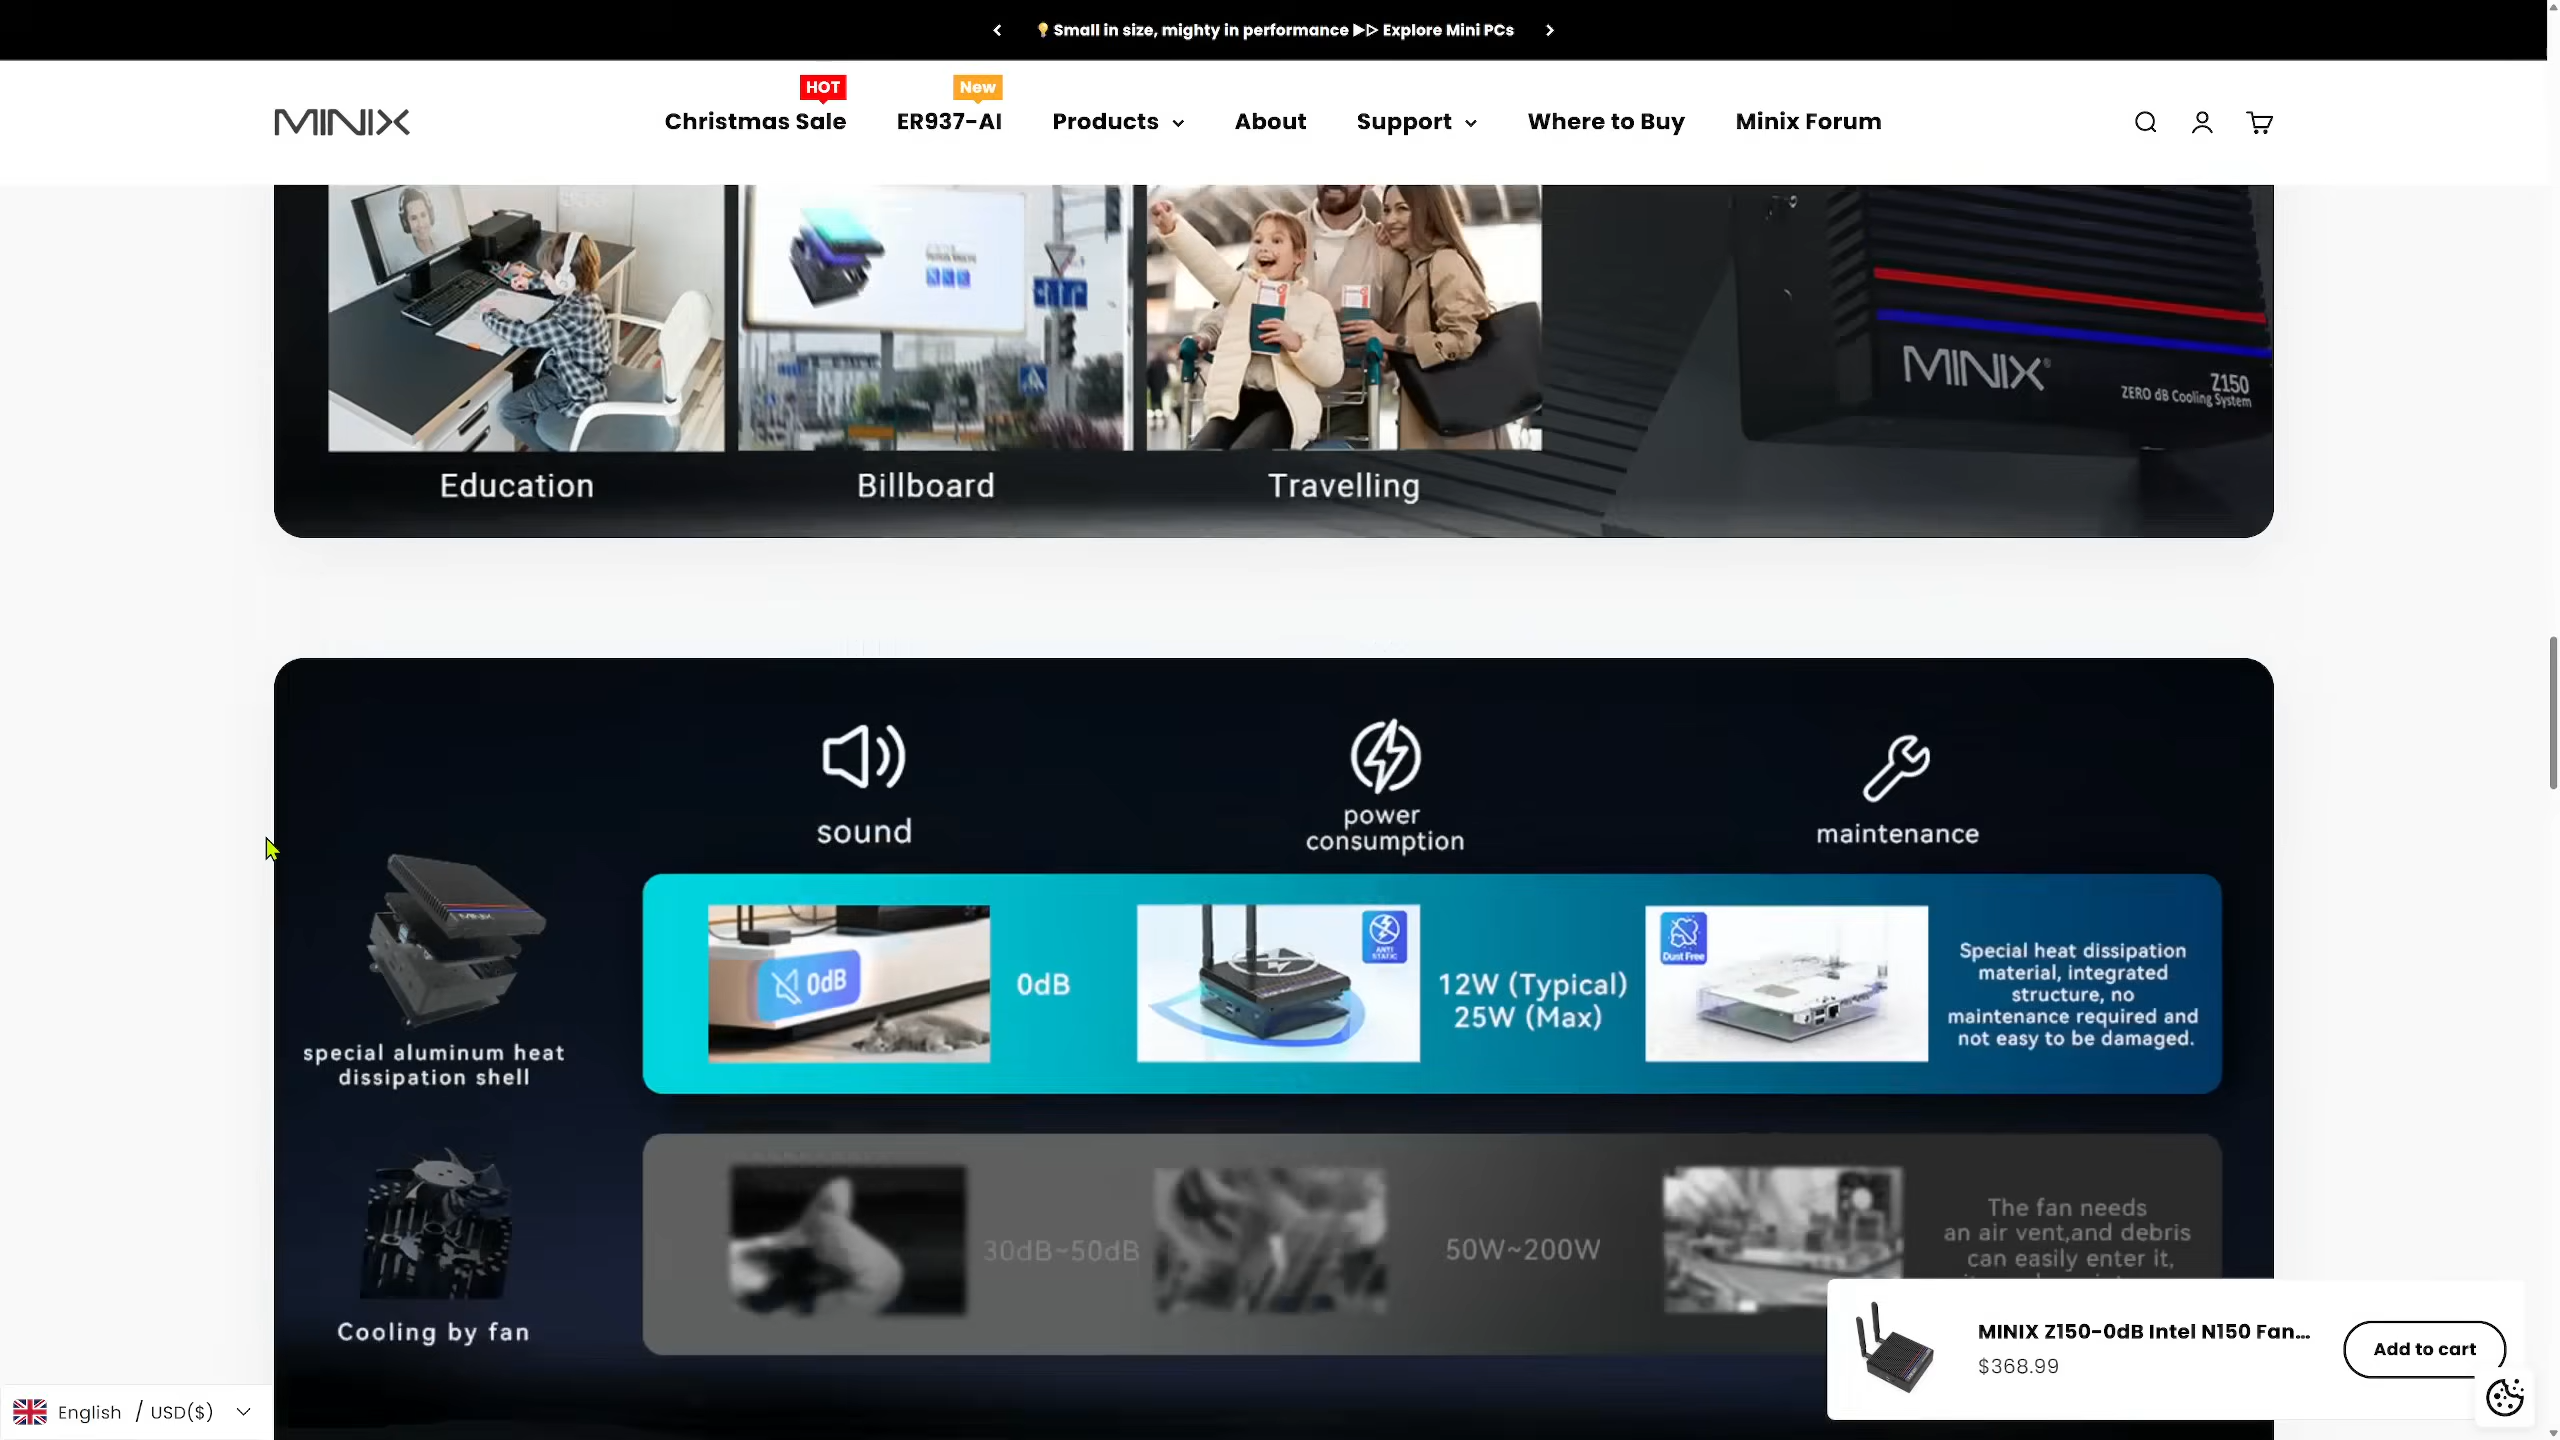 💡 Small in size, mighty in performance ▶▷ Explore Mini PCs
HOT
New
MINIX
Christmas Sale
ER937-AI
Products
About
Support
Where to Buy
Minix Forum
MINIX®
Z150
ZERO dB Cooling System
Education
Billboard
Travelling
sound
power
consumption
maintenance
special aluminum heat
dissipation shell
MINIX
0dB
0dB
ANTI
STATIC
12W (Typical)
25W (Max)
Dust Free
Special heat dissipation
material, integrated
structure, no
maintenance required and
not easy to be damaged.
Cooling by fan
30dB~50dB
50W~200W
The fan needs
an air vent,and debris
can easily enter it,
MINIX Z150-0dB Intel N150 Fan...
$368.99
Add to cart
English / USD($)